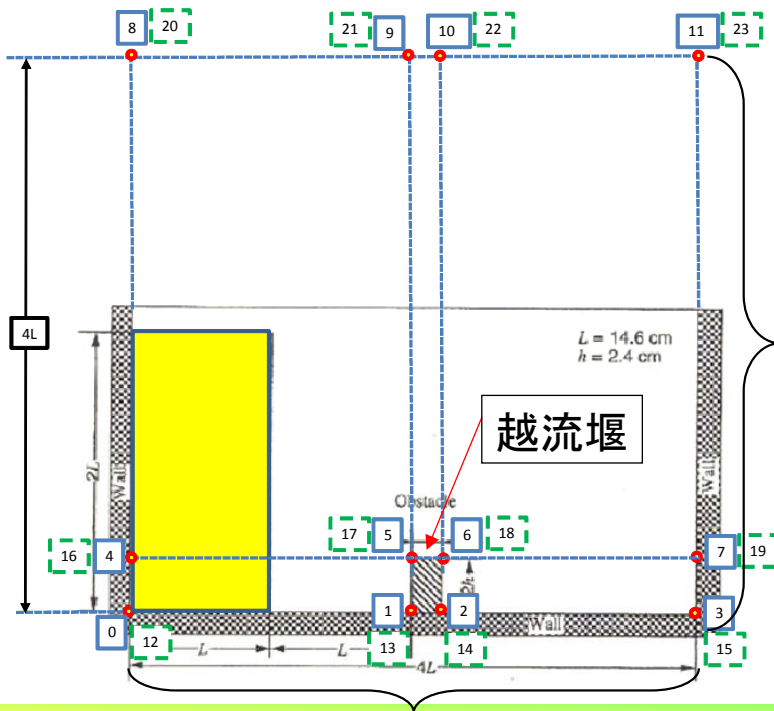 8 20 21 9 10 22 11 23
4L
L = 14.6 cm
h = 2.4 cm
越流堰
2L
Wall
Wall
Obstacle
17 5 6 18
16 4 7 19
2h
1 2 3
Wall
0 12 13 14 15
L L
4L